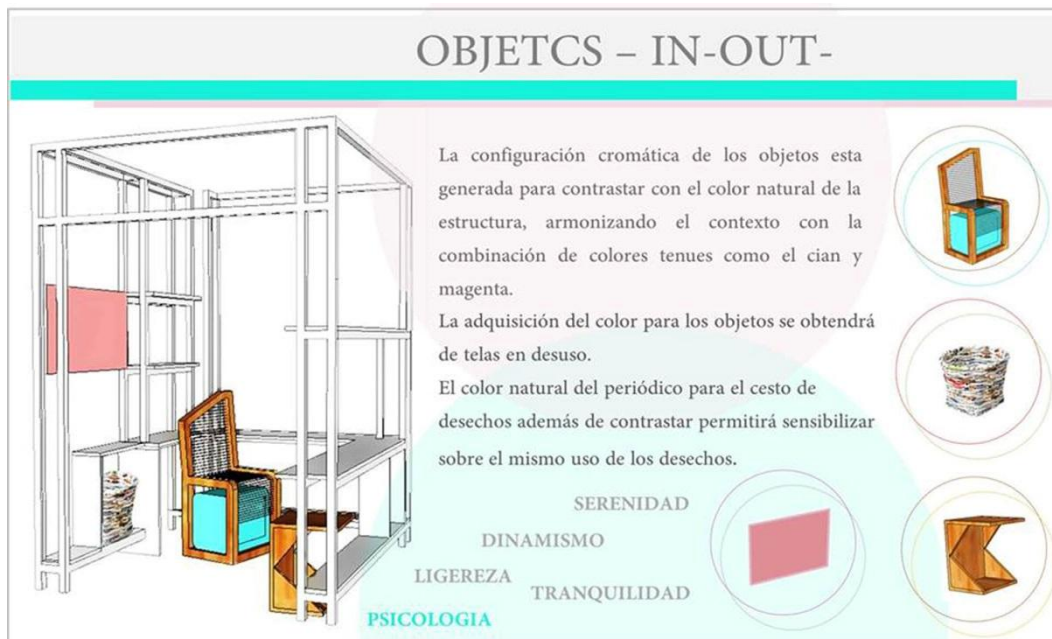 OBJETCS – IN-OUT-
La configuración cromática de los objetos esta
generada para contrastar con el color natural de la
estructura, armonizando el contexto con la
combinación de colores tenues como el cian y
magenta.
La adquisición del color para los objetos se obtendrá
de telas en desuso.
El color natural del periódico para el cesto de
desechos además de contrastar permitirá sensibilizar
sobre el mismo uso de los desechos.
SERENIDAD
DINAMISMO
LIGEREZA
TRANQUILIDAD
PSICOLOGIA